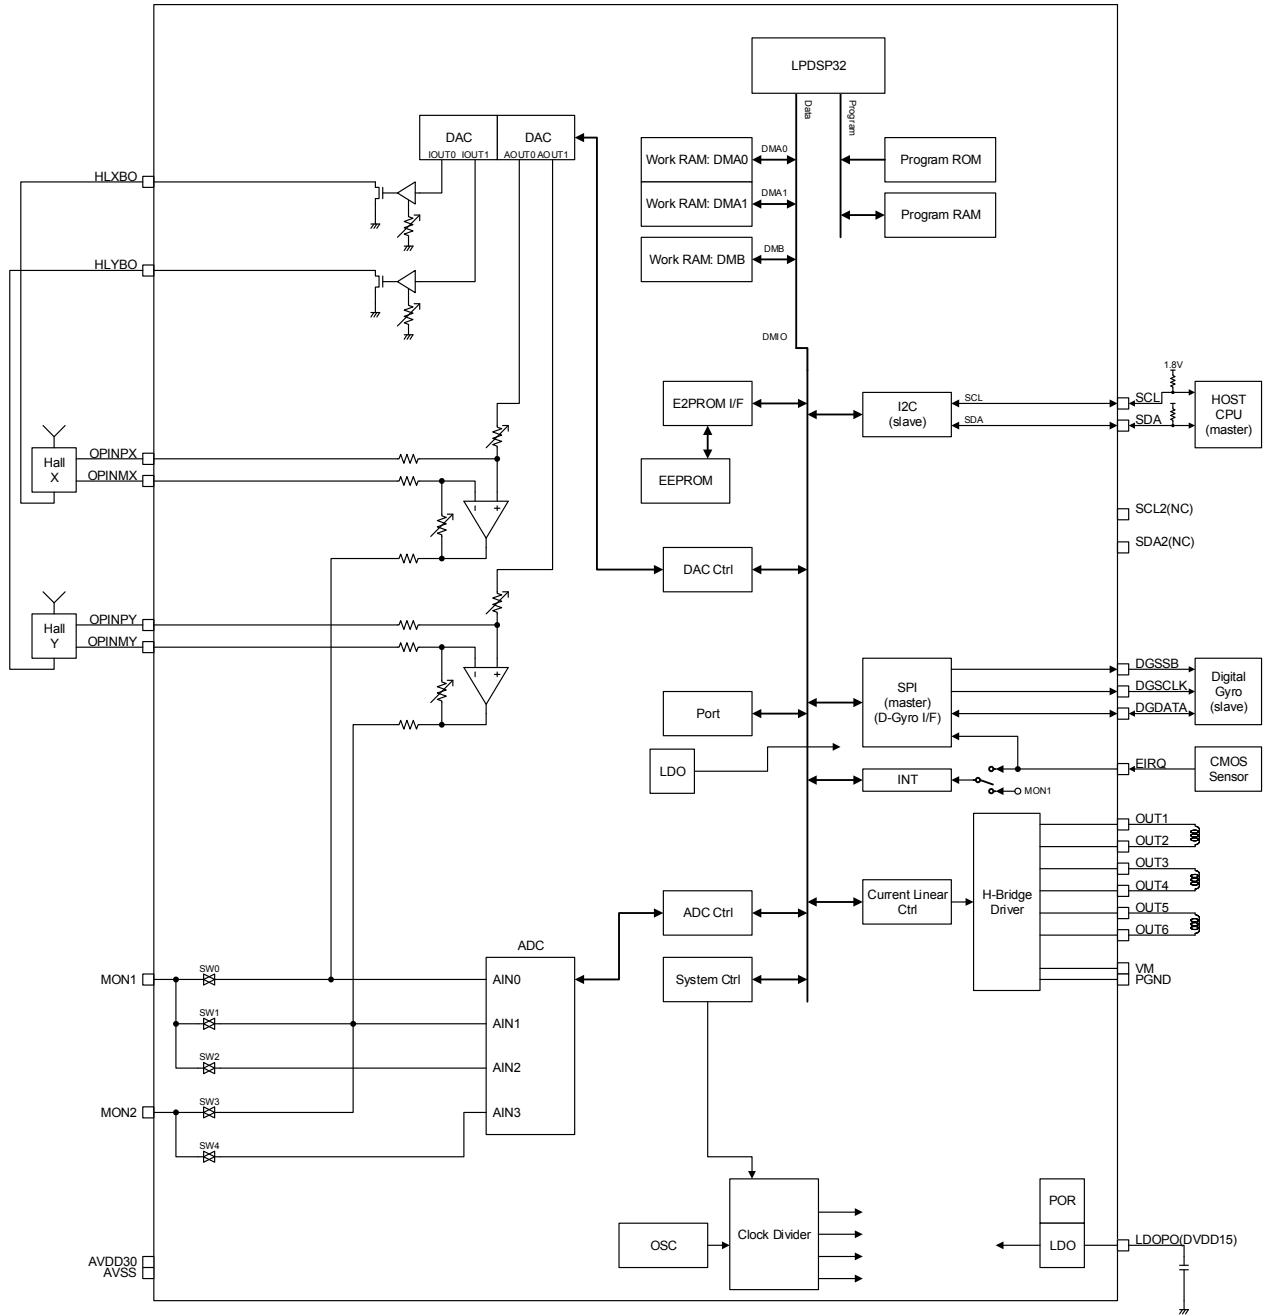 LPDSP32
Data
Program
DAC
DAC
IOUT0 IOUT1
AOUT0 AOUT1
Work RAM: DMA0
DMA0
Program ROM
Work RAM: DMA1
DMA1
Program RAM
Work RAM: DMB
DMB
HLXBO
HLYBO
DMIO
E2PROM I/F
EEPROM
I2C
(slave)
SCL
SDA
1.8V
SCL
SDA
HOST
CPU
(master)
SCL2(NC)
SDA2(NC)
Hall
X
OPINPX
OPINMX
- +
DAC Ctrl
Hall
Y
OPINPY
OPINMY
- +
SPI
(master)
(D-Gyro I/F)
DGSSB
DGSCLK
DGDATA
Digital
Gyro
(slave)
Port
LDO
INT
MON1
EIRQ
CMOS
Sensor
OUT1
OUT2
OUT3
OUT4
OUT5
OUT6
VM
PGND
Current Linear
Ctrl
H-Bridge
Driver
ADC Ctrl
System Ctrl
ADC
AIN0
AIN1
AIN2
AIN3
MON1
SW0
SW1
SW2
MON2
SW3
SW4
OSC
Clock Divider
POR
LDO
LDOPO(DVDD15)
AVDD30
AVSS